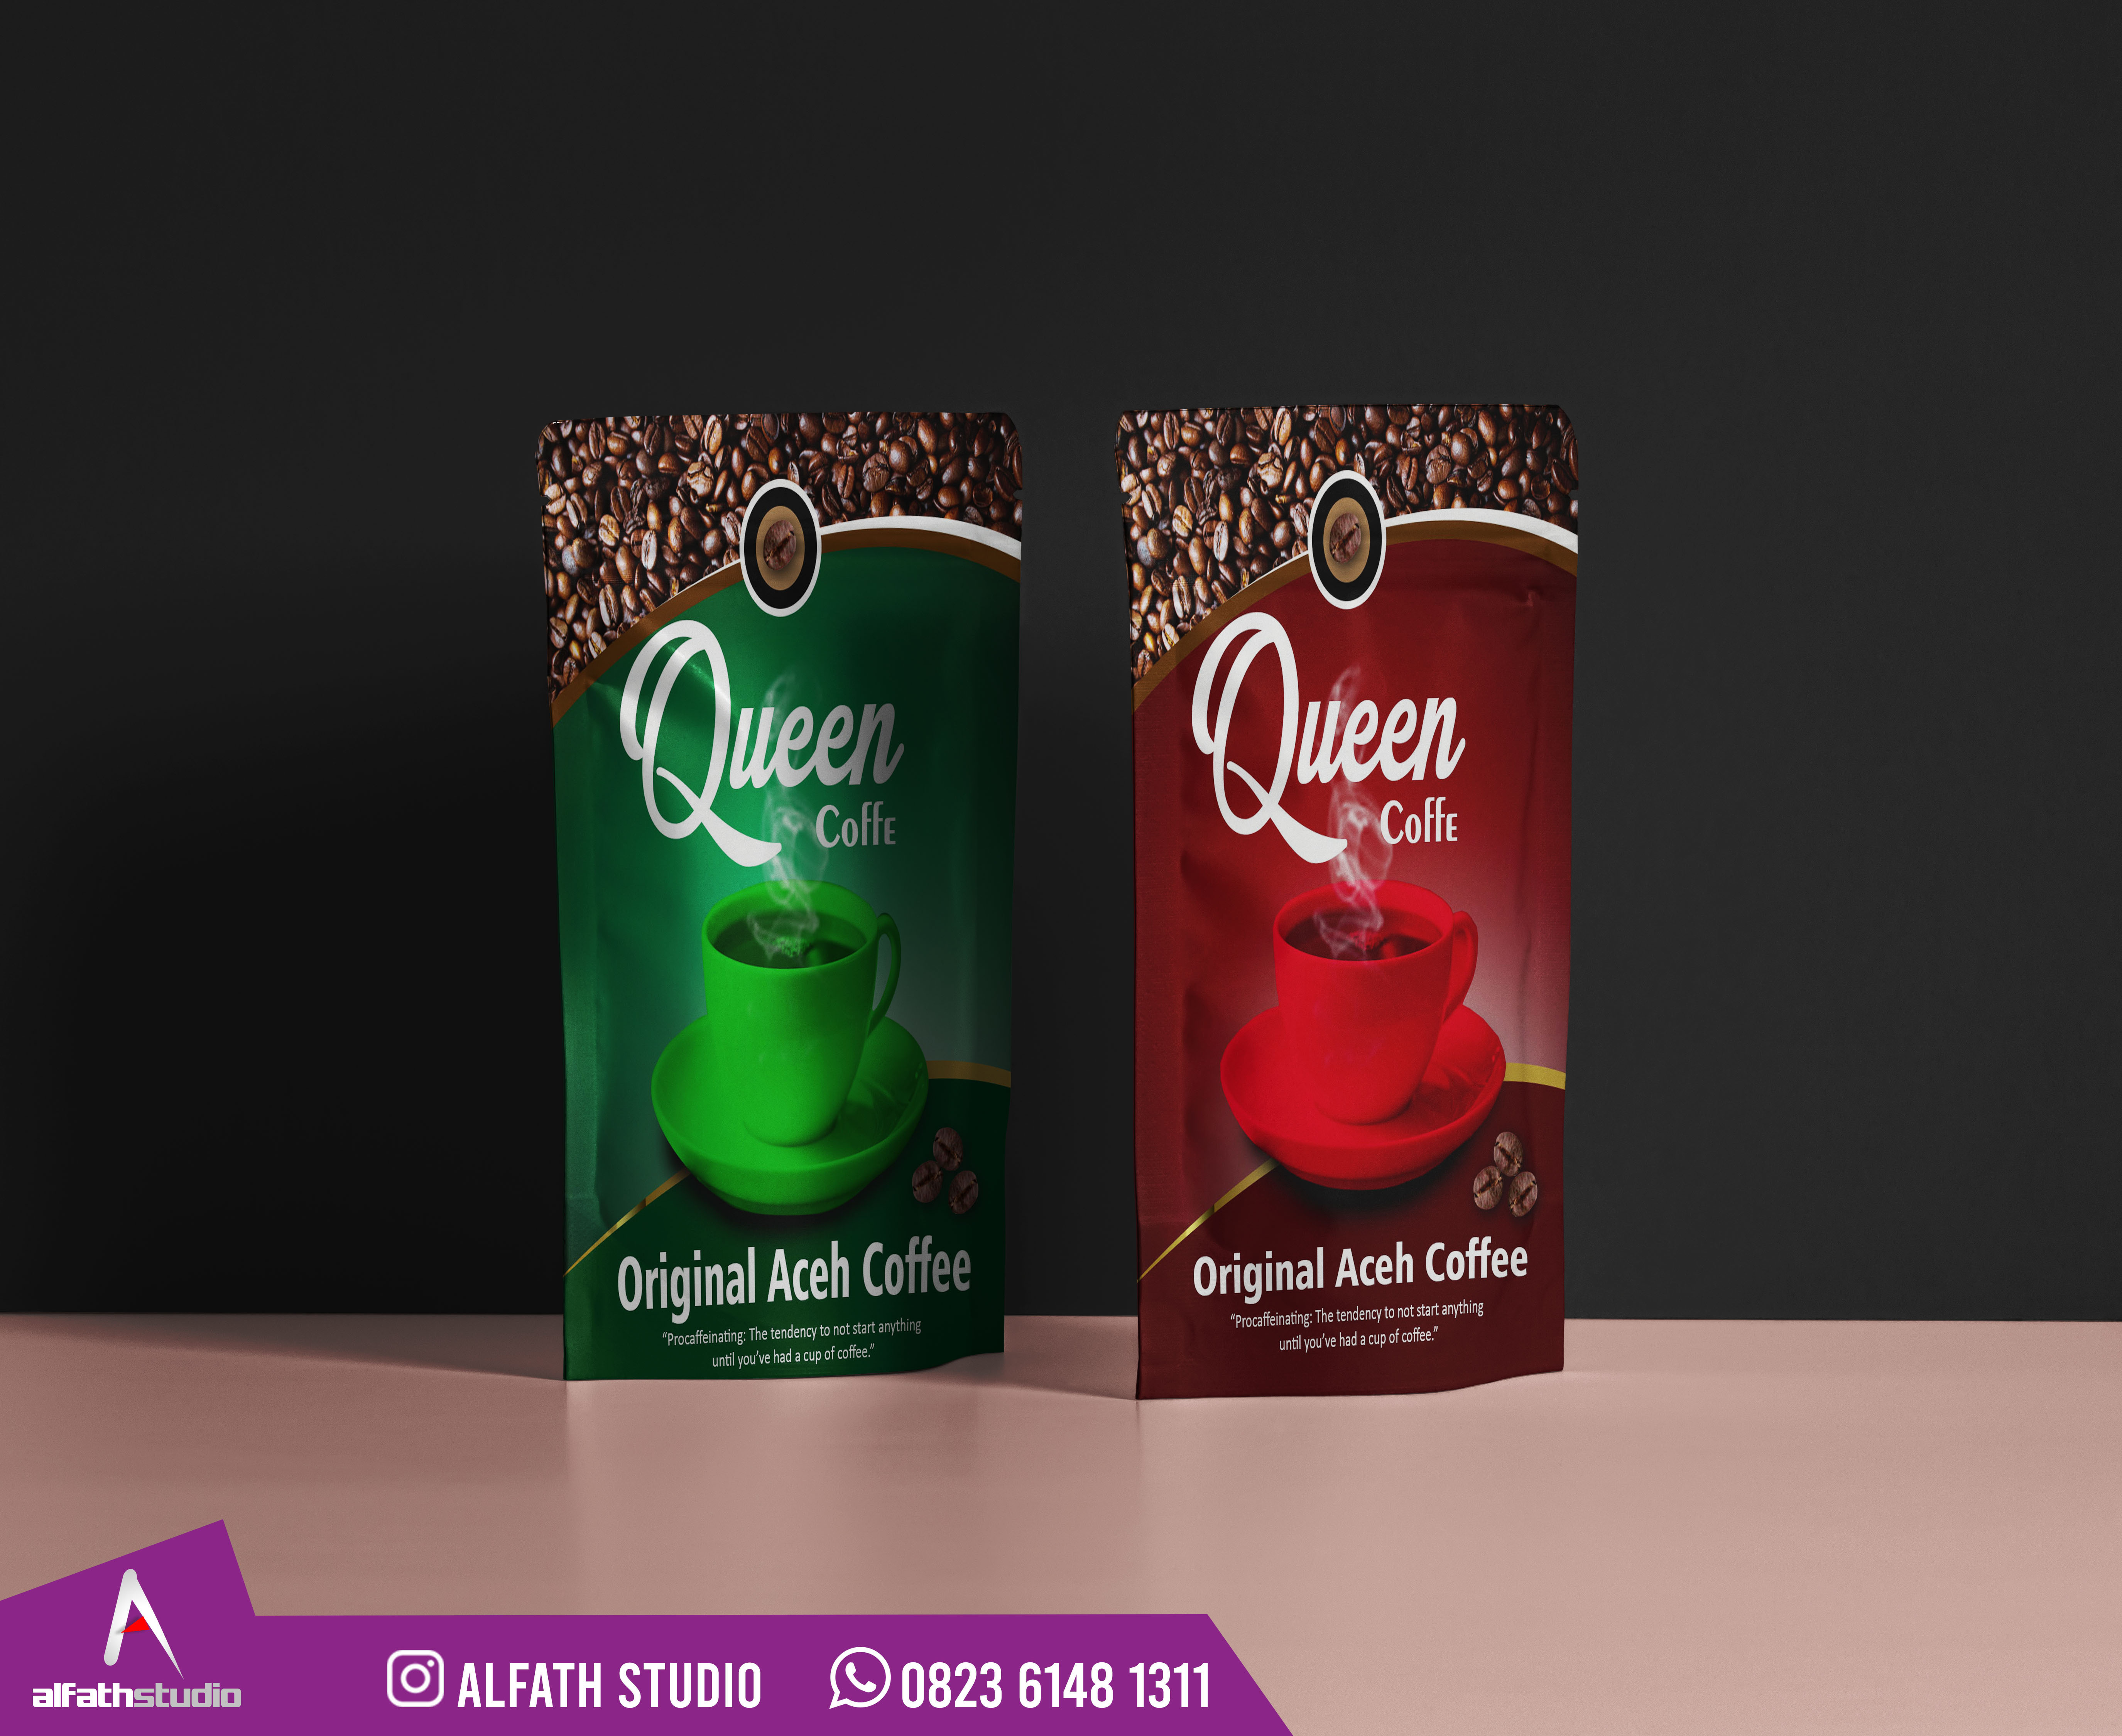 Queen
Coffe
Original Aceh Coffee
“Procaffeinating: The tendency to not start anything
until you’ve had a cup of coffee.”
Queen
Coffe
Original Aceh Coffee
“Procaffeinating: The tendency to not start anything
until you’ve had a cup of coffee.”
A
alfathstudio
ALFATH STUDIO
0823 6148 1311